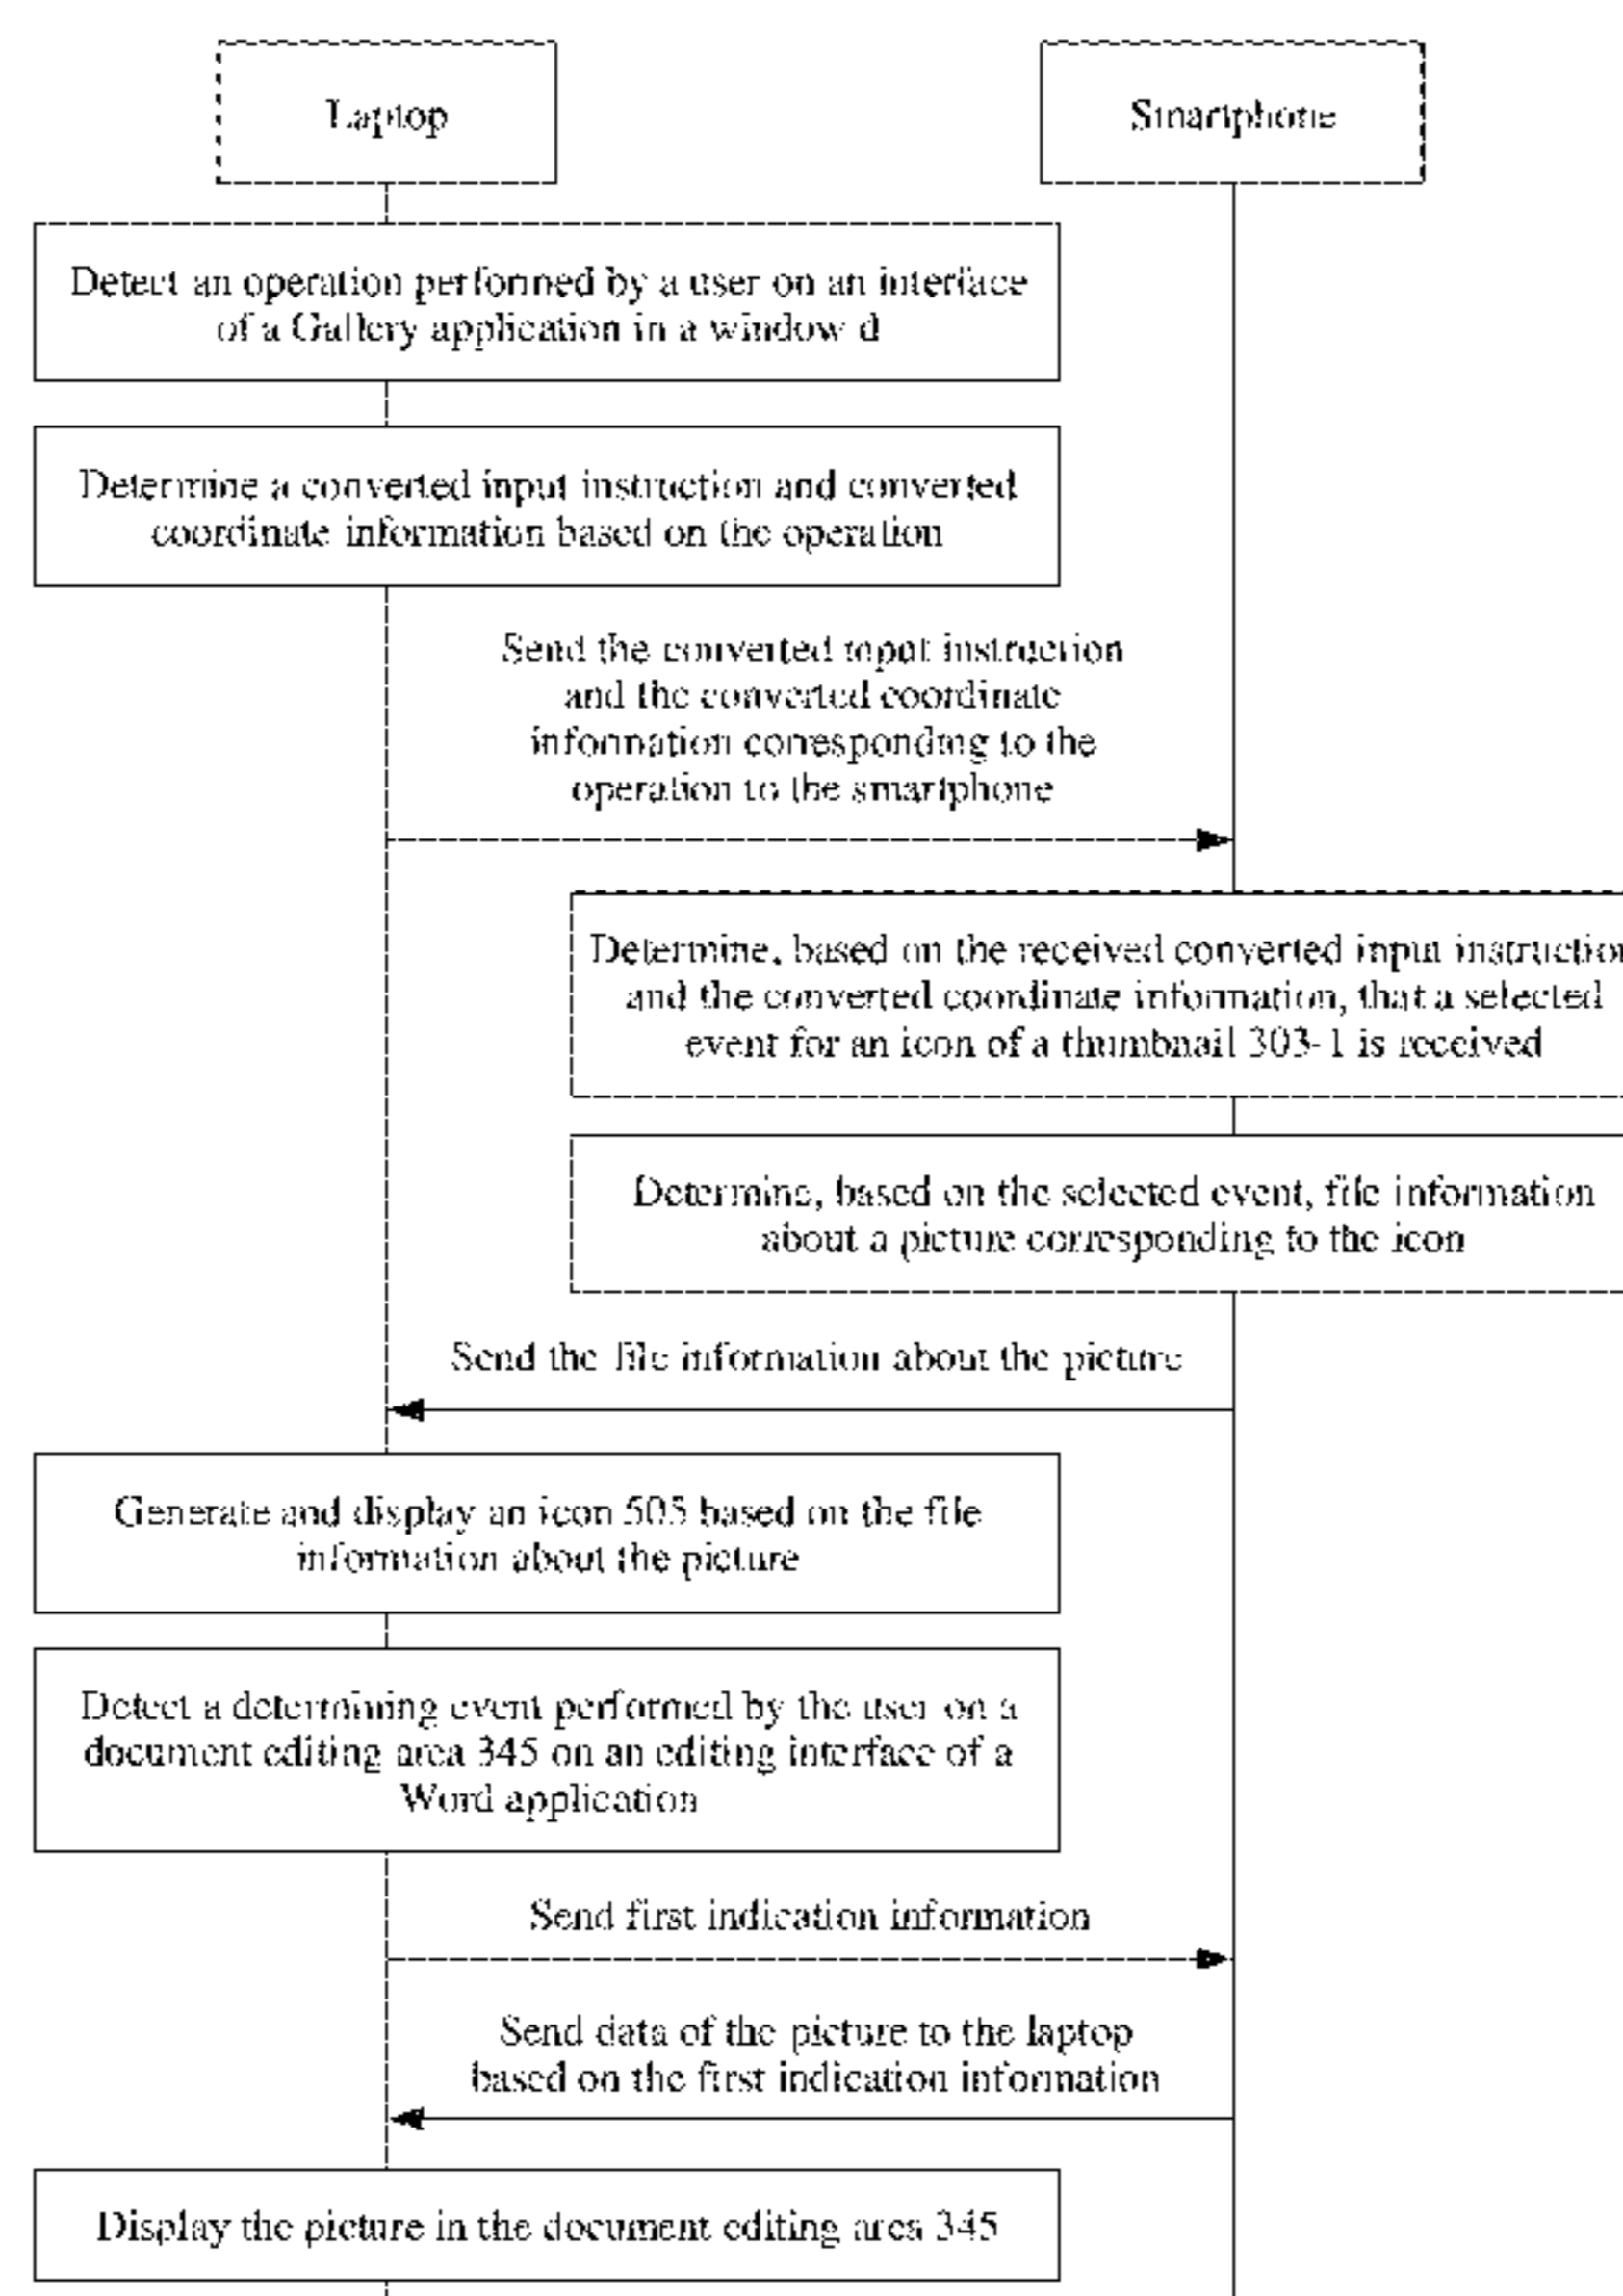 Laptop
Smartphone
Detect an operation performed by a user on an interface
of a Gallery application in a window d
Determine a converted input instruction and converted
coordinate information based on the operation
Send the converted input instruction
and the converted coordinate
information corresponding to the
operation to the smartphone
Determine, based on the received converted input instruction
and the converted coordinate information, that a selected
event for an icon of a thumbnail 303-1 is received
Determine, based on the selected event, file information
about a picture corresponding to the icon
Send the file information about the picture
Generate and display an icon 505 based on the file
information about the picture
Detect a determining event performed by the user on a
document editing area 345 on an editing interface of a
Word application
Send first indication information
Send data of the picture to the laptop
based on the first indication information
Display the picture in the document editing area 345